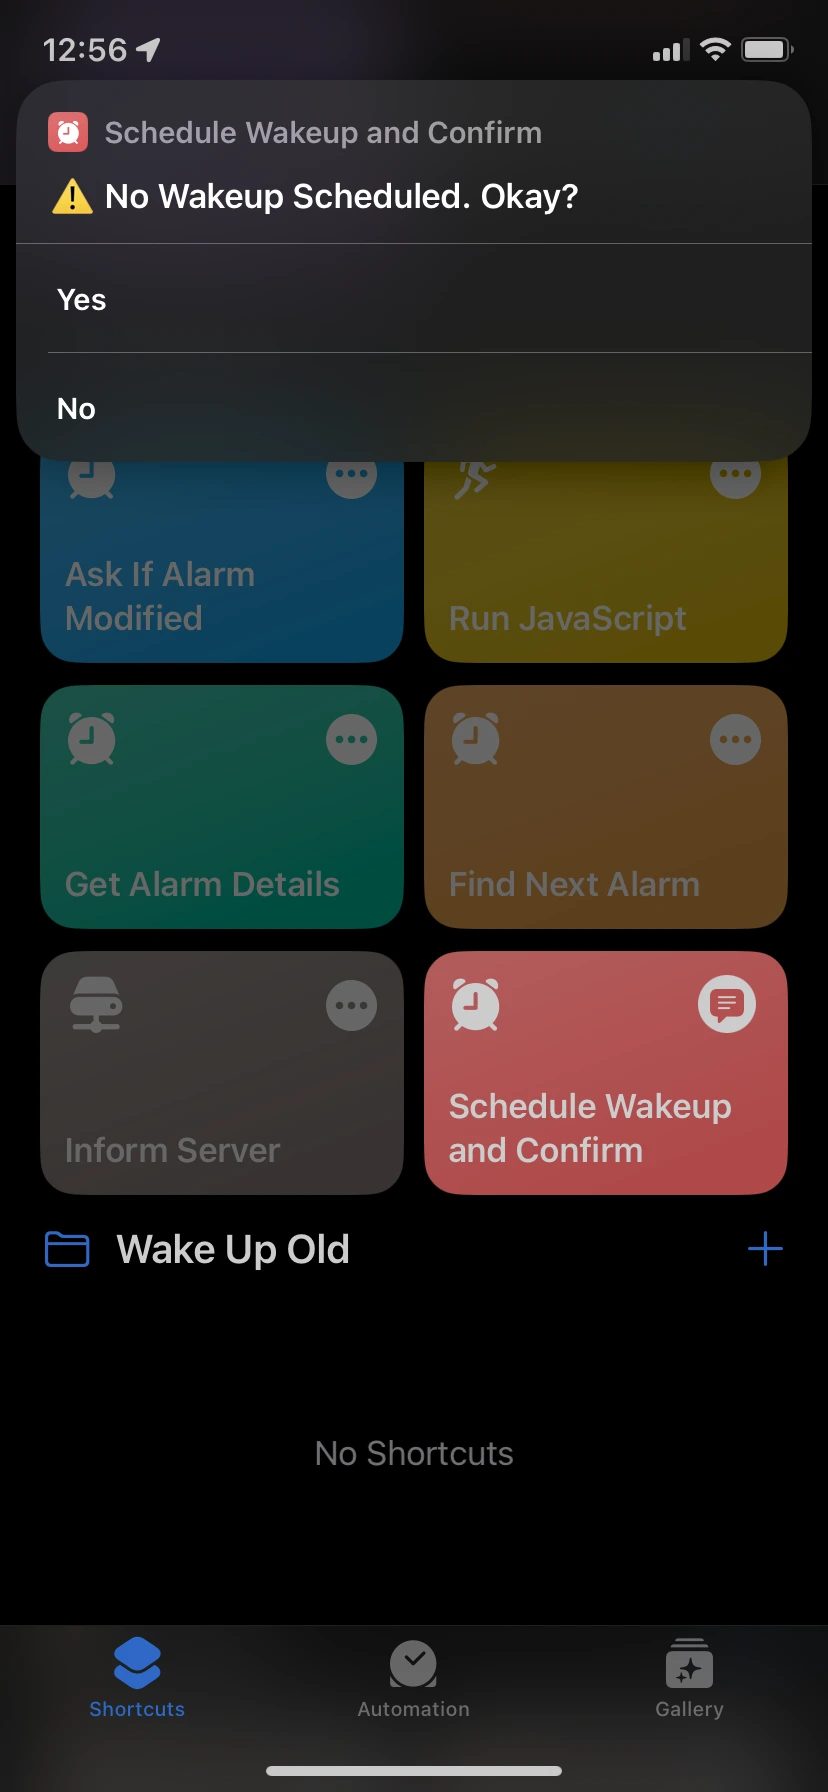 12:56
Schedule Wakeup and Confirm
⚠️ No Wakeup Scheduled. Okay?
Yes
No
Ask If Alarm
Modified
Run JavaScript
Get Alarm Details
Find Next Alarm
Inform Server
Schedule Wakeup
and Confirm
Wake Up Old
No Shortcuts
Shortcuts
Automation
Gallery